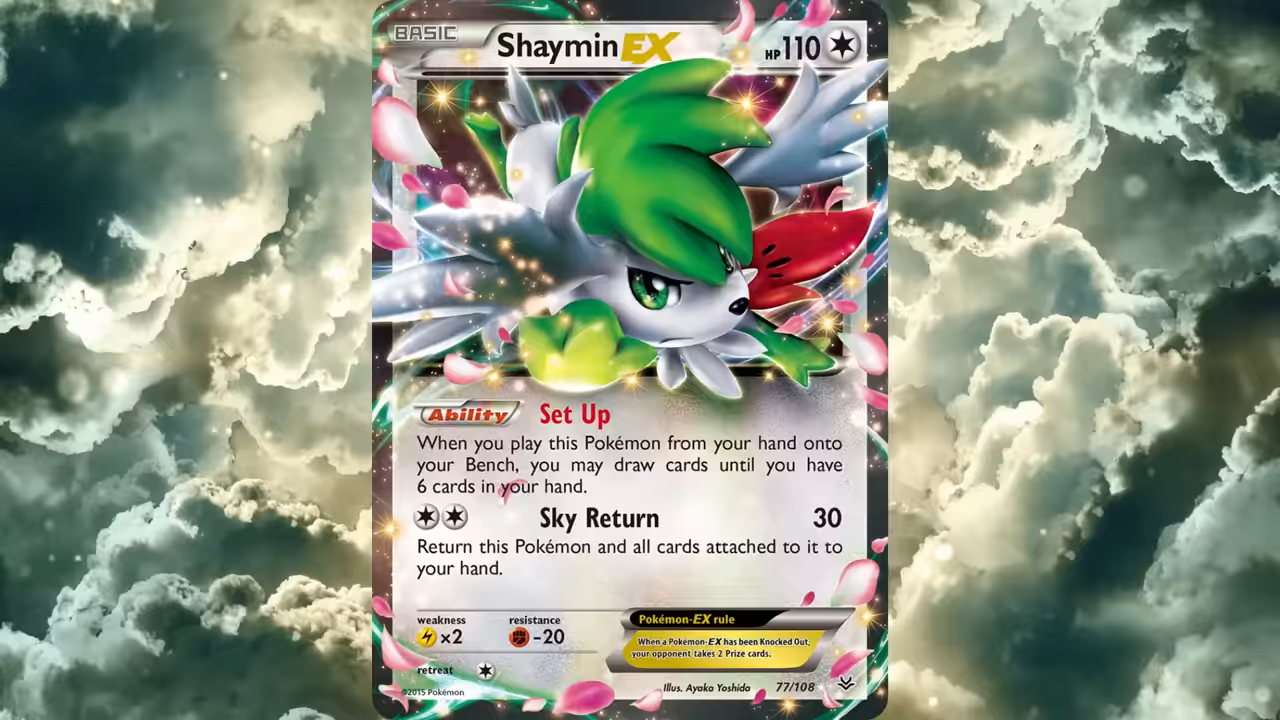 BASIC
Shaymin EX
HP110
Ability Set Up
When you play this Pokémon from your hand onto
your Bench, you may draw cards until you have
6 cards in your hand.
Sky Return 30
Return this Pokémon and all cards attached to it to
your hand.
weakness
×2
resistance
-20
Pokémon-EX rule
When a Pokémon-EX has been Knocked Out,
your opponent takes 2 Prize cards.
retreat
©2015 Pokémon
Illus. Ayaka Yoshida 77/108